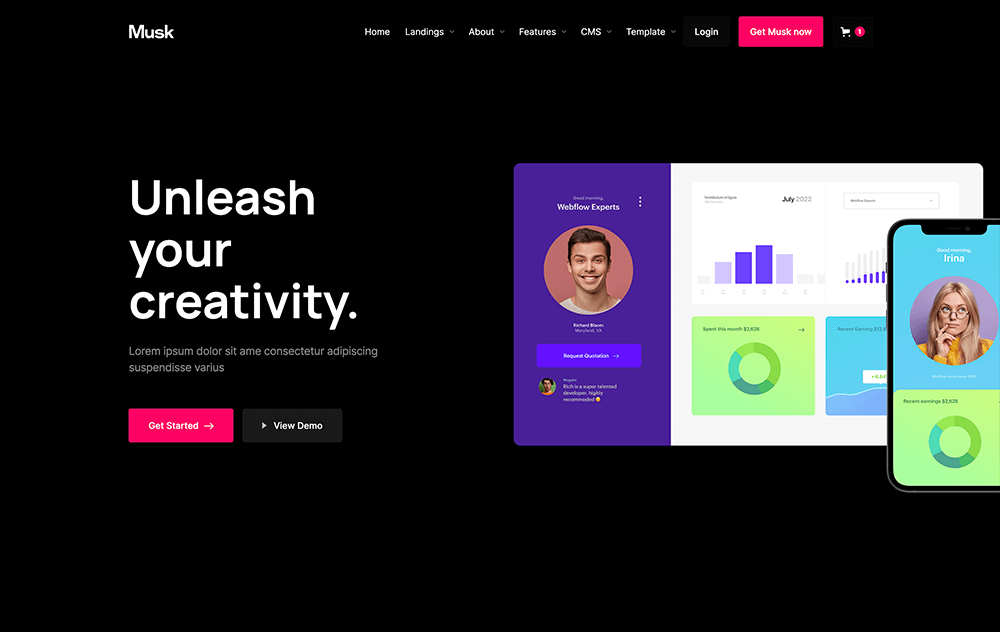 Musk
Home Landings About Features CMS Template Login Get Musk now 1
Unleash
your
creativity.
Lorem ipsum dolor sit ame consectetur adipiscing
suspendisse varius
Get Started
View Demo
Good morning,
Webflow Experts
Richard Bloom
Maryland, VA
Request Quotation
Rich is a super talented
developer, highly
recommended
July 2022
Webflow Experts
Spent this month $2,628
Recent Earning
Good morning,
Irina
Recent earnings $2,628